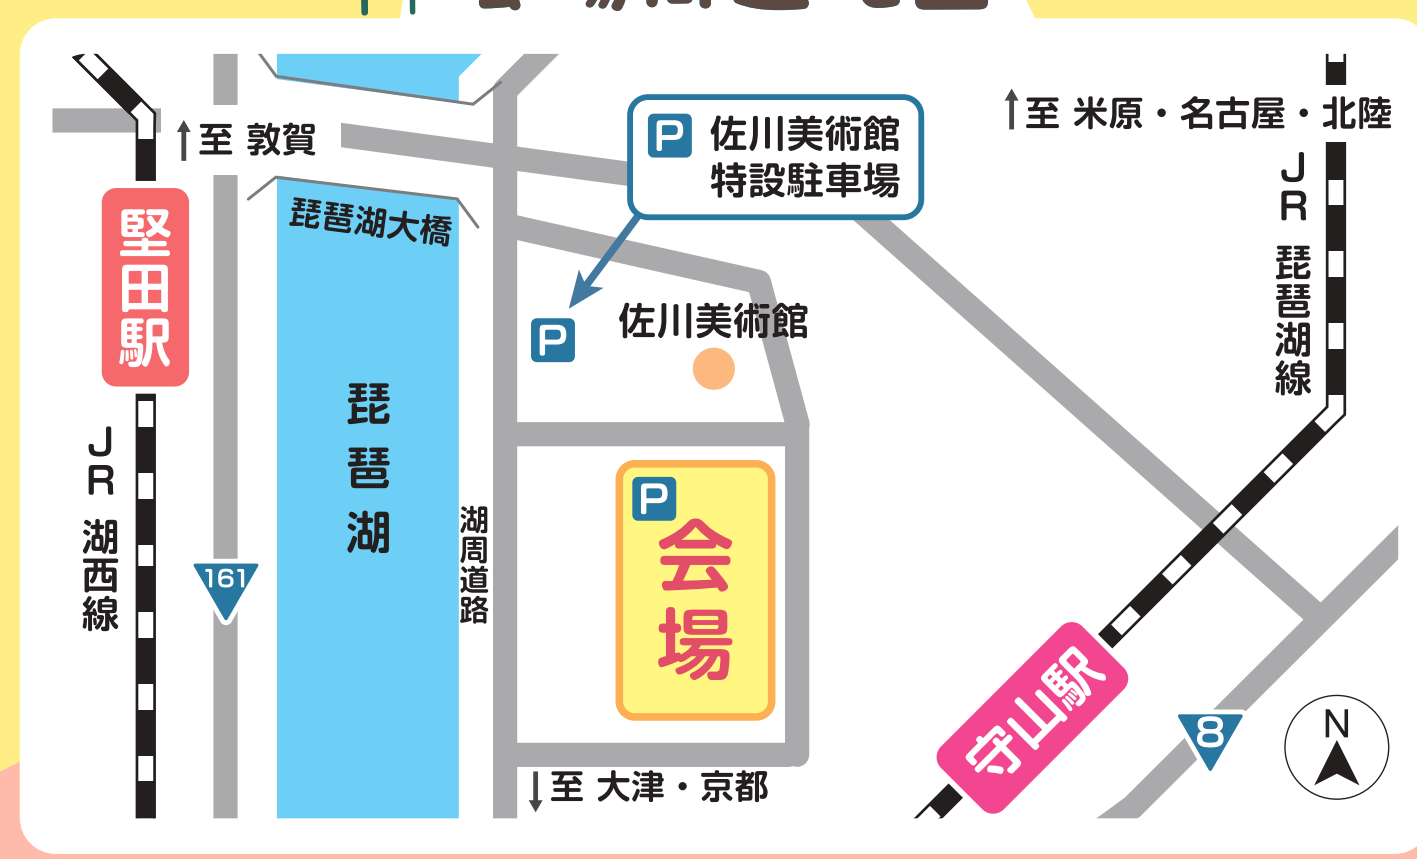 至 敦賀
P 佐川美術館
特設駐車場
至 米原・名古屋・北陸
堅田駅
琵琶湖大橋
JR 琵琶湖線
P
佐川美術館
琵琶湖
JR 湖西線
湖周道路
P
会場
161
守山駅
8
N
至 大津・京都